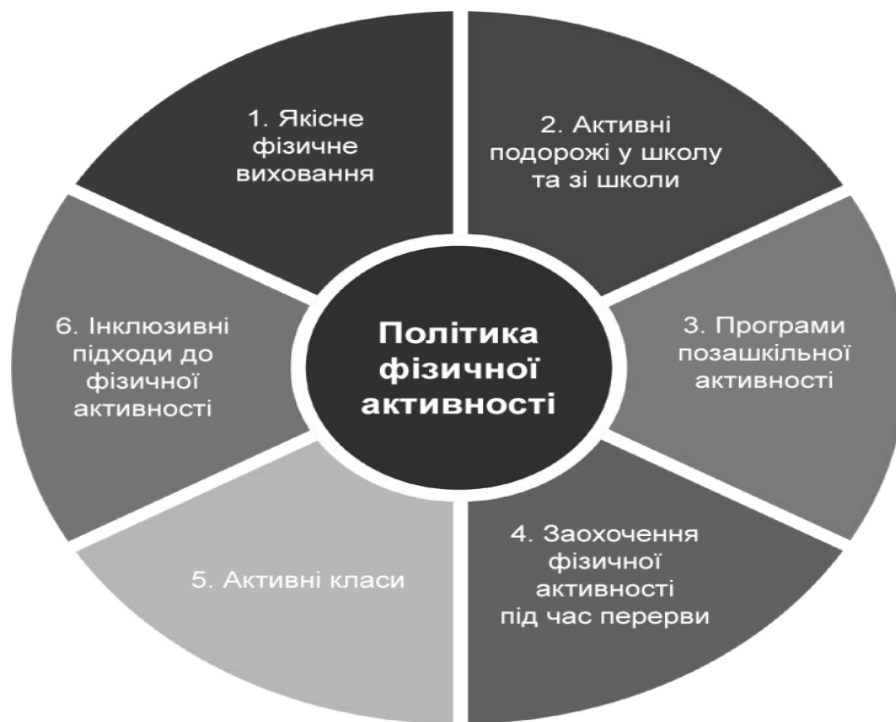 1. Якісне
фізичне
виховання
2. Активні
подорожі у школу
та зі школи
3. Програми
позашкільної
активності
4. Заохочення
фізичної
активності
під час перерви
5. Активні класи
6. Інклюзивні
підходи до
фізичної
активності
Політика
фізичної
активності